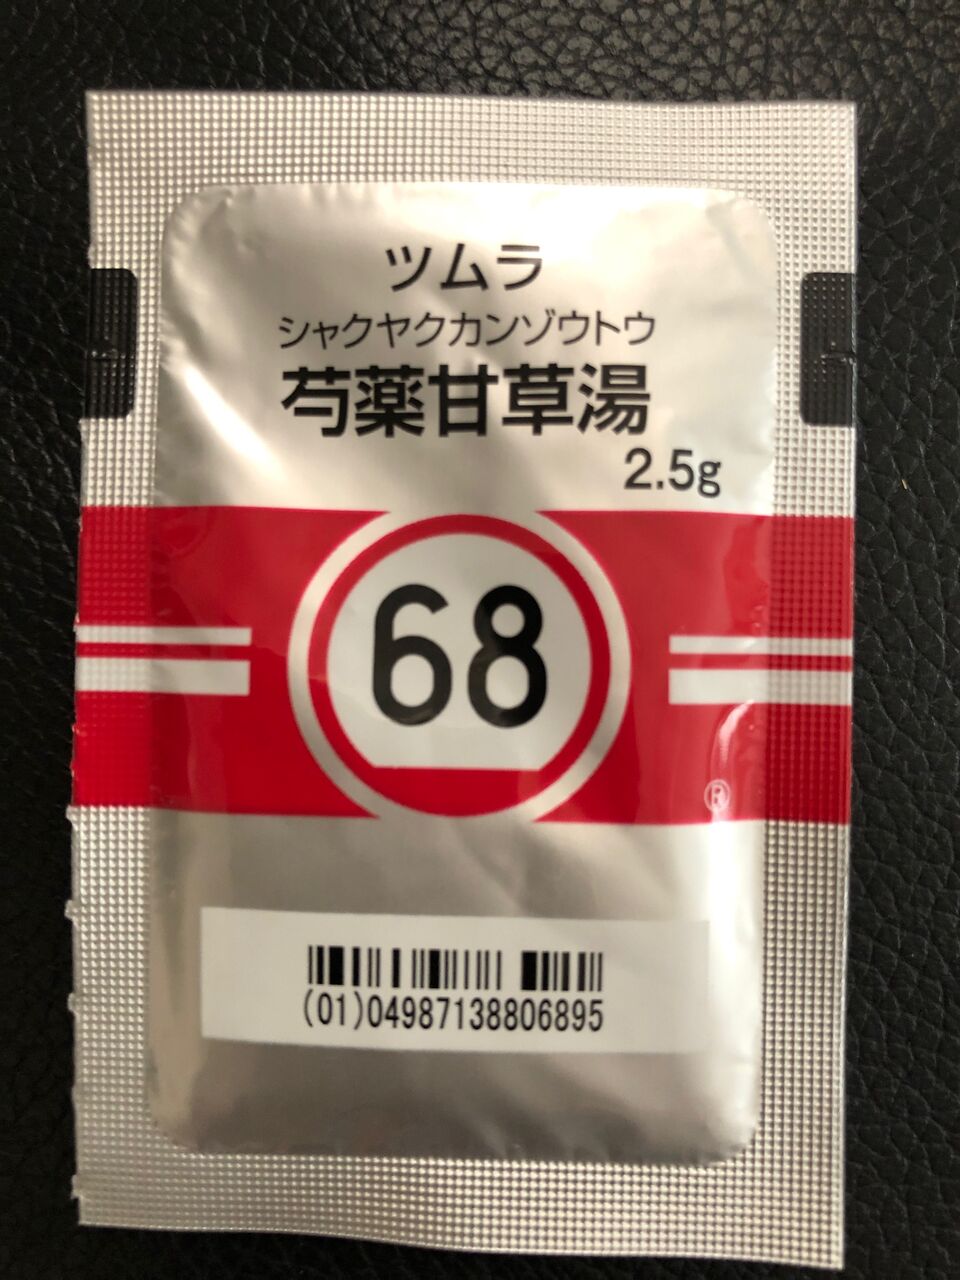 ツムラ
シャクヤクカンゾウトウ
芍薬甘草湯
2.5g
68
®
(01)04987138806895